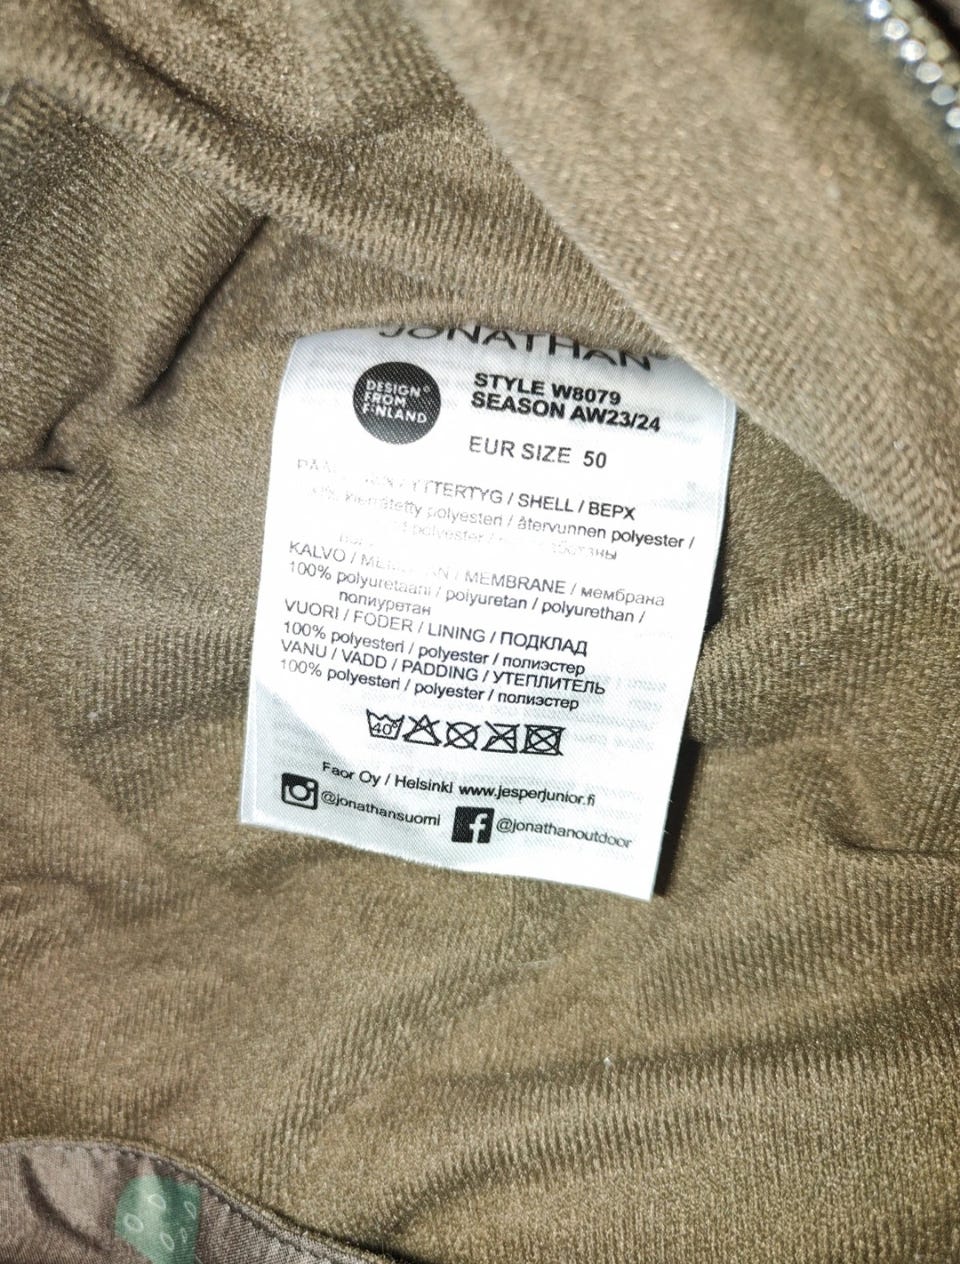 JONATHAN
DESIGN®
FROM
FINLAND
STYLE W8079
SEASON AW23/24
EUR SIZE 50
/ SHELL / ВЕРХ
kierrätetty polyesteri / återvunnen polyester /
polyester /
KALVO / / MEMBRANE / мембрана
100% polyuretaani / polyuretan / polyurethan /
полиуретан
VUORI / FODER / LINING / ПОДКЛАД
100% polyesteri / polyester / полиэстер
VANU / VADD / PADDING / УТЕПЛИТЕЛЬ
100% polyesteri / polyester / полиэстер
40°
Faor Oy / Helsinki www.jesperjunior.fi
@jonathansuomi
@jonathanoutdoor